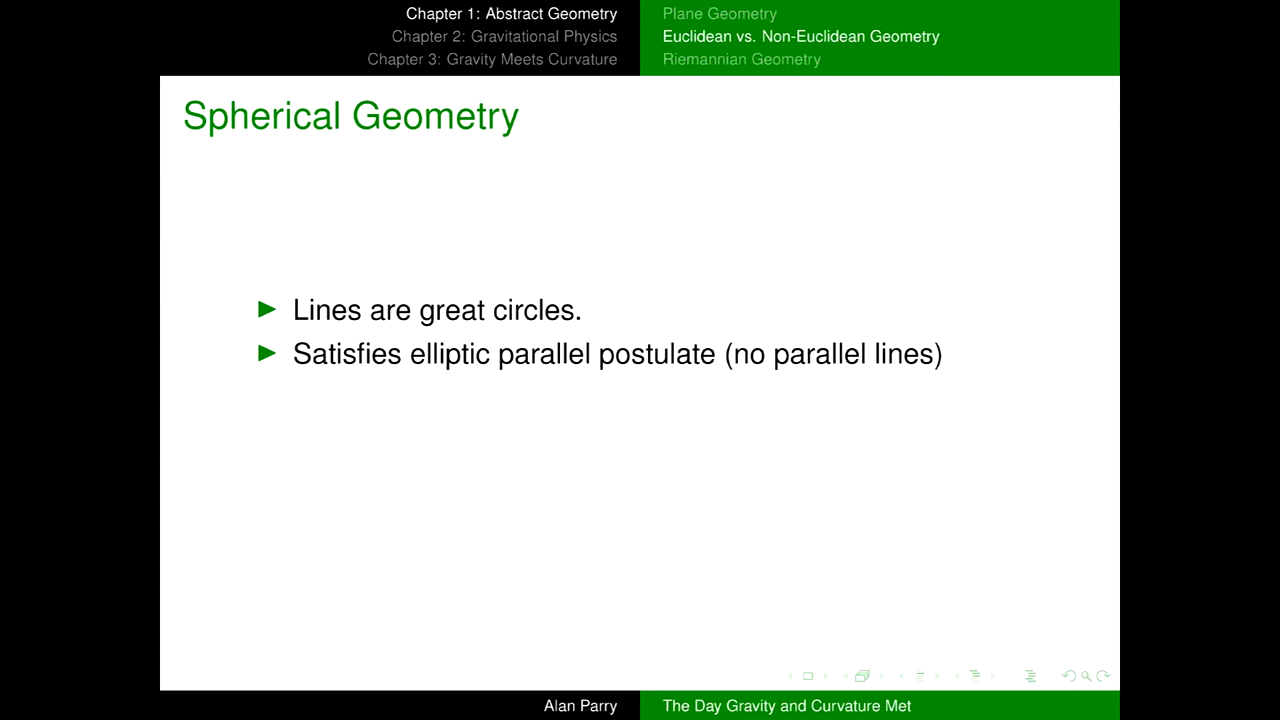 Chapter 1: Abstract Geometry
Chapter 2: Gravitational Physics
Chapter 3: Gravity Meets Curvature
Plane Geometry
Euclidean vs. Non-Euclidean Geometry
Riemannian Geometry
Spherical Geometry
Lines are great circles.
Satisfies elliptic parallel postulate (no parallel lines)
Alan Parry
The Day Gravity and Curvature Met